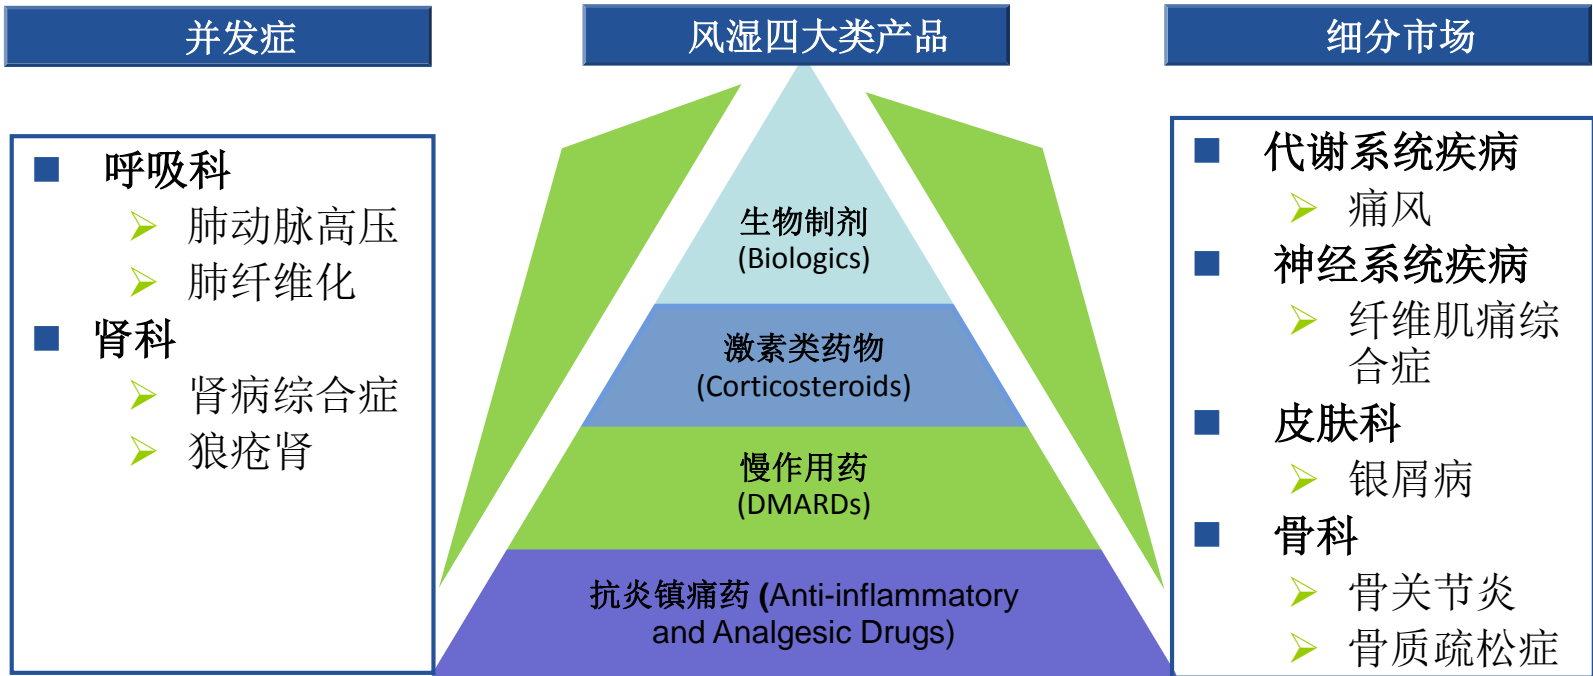 并发症
呼吸科
肺动脉高压
肺纤维化
肾科
肾病综合症
狼疮肾
风湿四大类产品
生物制剂
(Biologics)
激素类药物
(Corticosteroids)
慢作用药
(DMARDs)
抗炎镇痛药 (Anti-inflammatory
and Analgesic Drugs)
细分市场
代谢系统疾病
痛风
神经系统疾病
纤维肌痛综
合症
皮肤科
银屑病
骨科
骨关节炎
骨质疏松症